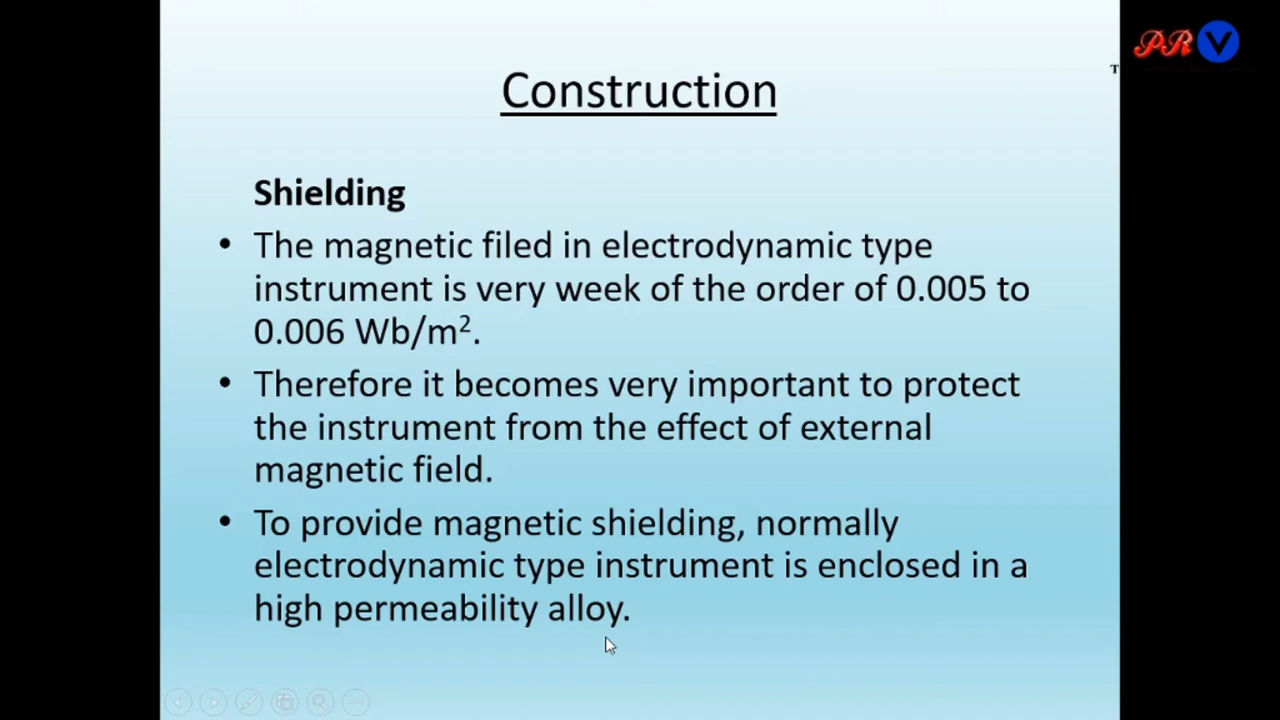 PR V
T
Construction
Shielding
• The magnetic filed in electrodynamic type
instrument is very week of the order of 0.005 to
0.006 Wb/m².
• Therefore it becomes very important to protect
the instrument from the effect of external
magnetic field.
• To provide magnetic shielding, normally
electrodynamic type instrument is enclosed in a
high permeability alloy.